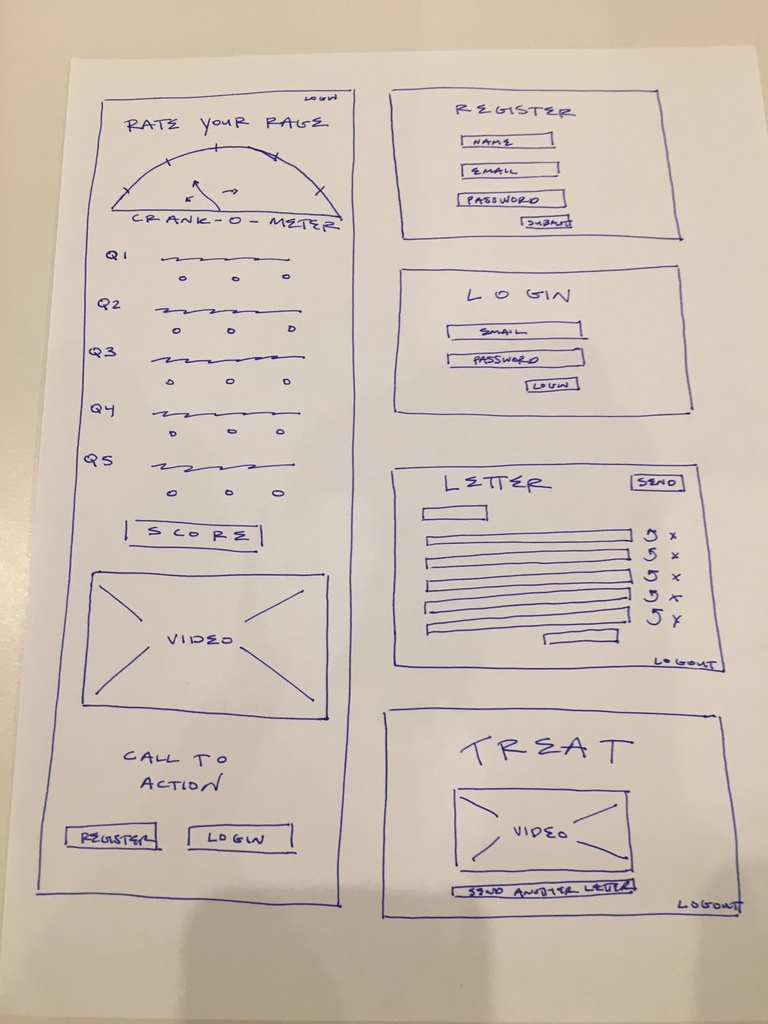 LOGIN
RATE YOUR RAGE
CRANK-O-METER
Q1
Q2
Q3
Q4
Q5
SCORE
VIDEO
CALL TO
ACTION
REGISTER
LOGIN
REGISTER
NAME
EMAIL
PASSWORD
SUBMIT
LOGIN
EMAIL
PASSWORD
LOGIN
LETTER
SEND
LOGOUT
TREAT
VIDEO
SEND ANOTHER LETTER
LOGOUT